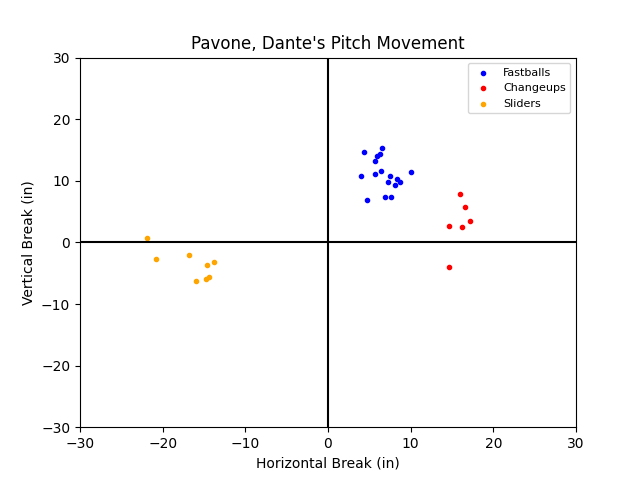 Pavone, Dante's Pitch Movement
Fastballs
Changeups
Sliders
30
20
10
0
−10
−20
−30
Vertical Break (in)
−30
−20
−10
0
10
20
30
Horizontal Break (in)